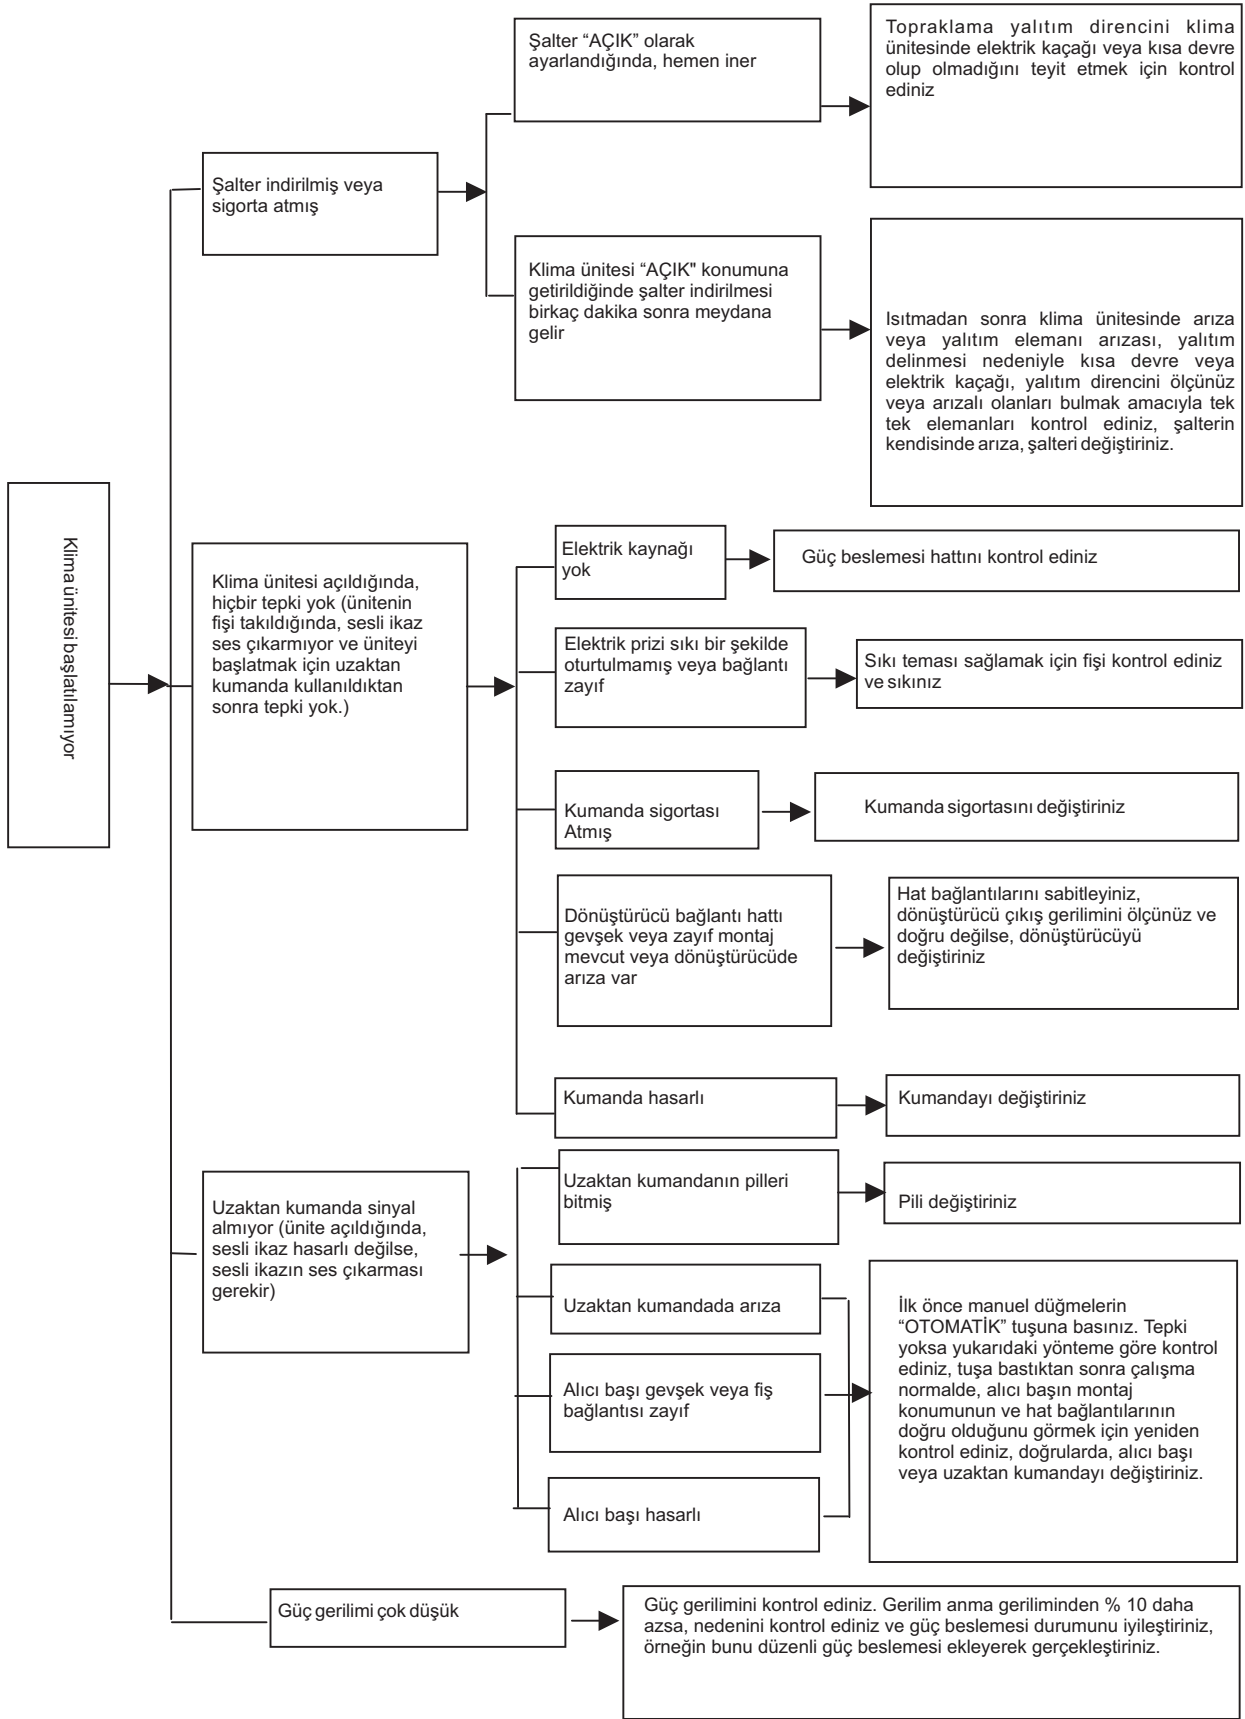 Şalter “AÇIK” olarak
ayarlandığında, hemen iner
Topraklama yalıtım direncini klima
ünitesinde elektrik kaçağı veya kısa devre
olup olmadığını teyit etmek için kontrol
ediniz
Şalter indirilmiş veya
sigorta atmış
Klima ünitesi “AÇIK" konumuna
getirildiğinde şalter indirilmesi
birkaç dakika sonra meydana
gelir
Isıtmadan sonra klima ünitesinde arıza
veya yalıtım elemanı arızası, yalıtım
delinmesi nedeniyle kısa devre veya
elektrik kaçağı, yalıtım direncini ölçünüz
veya arızalı olanları bulmak amacıyla tek
tek elemanları kontrol ediniz, şalterin
kendisinde arıza, şalteri değiştiriniz.
Klima ünitesi başlatılamıyor
Klima ünitesi açıldığında,
hiçbir tepki yok (ünitenin
fişi takıldığında, sesli ikaz
ses çıkarmıyor ve üniteyi
başlatmak için uzaktan
kumanda kullanıldıktan
sonra tepki yok.)
Elektrik kaynağı
yok
Güç beslemesi hattını kontrol ediniz
Elektrik prizi sıkı bir şekilde
oturtulmamış veya bağlantı
zayıf
Sıkı teması sağlamak için fişi kontrol ediniz
ve sıkınız
Kumanda sigortası
Atmış
Kumanda sigortasını değiştiriniz
Dönüştürücü bağlantı hattı
gevşek veya zayıf montaj
mevcut veya dönüştürücüde
arıza var
Hat bağlantılarını sabitleyiniz,
dönüştürücü çıkış gerilimini ölçünüz ve
doğru değilse, dönüştürücüyü
değiştiriniz
Kumanda hasarlı
Kumandayı değiştiriniz
Uzaktan kumanda sinyal
almıyor (ünite açıldığında,
sesli ikaz hasarlı değilse,
sesli ikazın ses çıkarması
gerekir)
Uzaktan kumandanın pilleri
bitmiş
Pili değiştiriniz
Uzaktan kumandada arıza
Alıcı başı gevşek veya fiş
bağlantısı zayıf
Alıcı başı hasarlı
İlk önce manuel düğmelerin
“OTOMATİK” tuşuna basınız. Tepki
yoksa yukarıdaki yönteme göre kontrol
ediniz, tuşa bastıktan sonra çalışma
normalde, alıcı başın montaj
konumunun ve hat bağlantılarının
doğru olduğunu görmek için yeniden
kontrol ediniz, doğrularda, alıcı başı
veya uzaktan kumandayı değiştiriniz.
Güç gerilimi çok düşük
Güç gerilimini kontrol ediniz. Gerilim anma geriliminden % 10 daha
azsa, nedenini kontrol ediniz ve güç beslemesi durumunu iyileştiriniz,
örneğin bunu düzenli güç beslemesi ekleyerek gerçekleştiriniz.